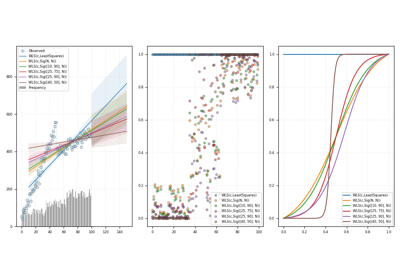 Observed
WLS(c,LeastSquares)
WLS(c,Sig(N, N))
WLS(c,Sig([10, 90], N))
WLS(c,Sig([25, 75], N))
WLS(c,Sig([25, 90], N))
WLS(c,Sig([40, 50], N))
Frequency
800
600
400
200
0
0 20 40 60 80 100 120 140
1.0
0.8
0.6
0.4
0.2
0.0
0 20 40 60 80 100
WLS(c,LeastSquares)
WLS(c,Sig(N, N))
WLS(c,Sig([10, 90], N))
WLS(c,Sig([25, 75], N))
WLS(c,Sig([25, 90], N))
WLS(c,Sig([40, 50], N))
1.0
0.8
0.6
0.4
0.2
0.0
0.0 0.2 0.4 0.6 0.8 1.0
WLS(c,LeastSquares)
WLS(c,Sig(N, N))
WLS(c,Sig([10, 90], N))
WLS(c,Sig([25, 75], N))
WLS(c,Sig([25, 90], N))
WLS(c,Sig([40, 50], N))